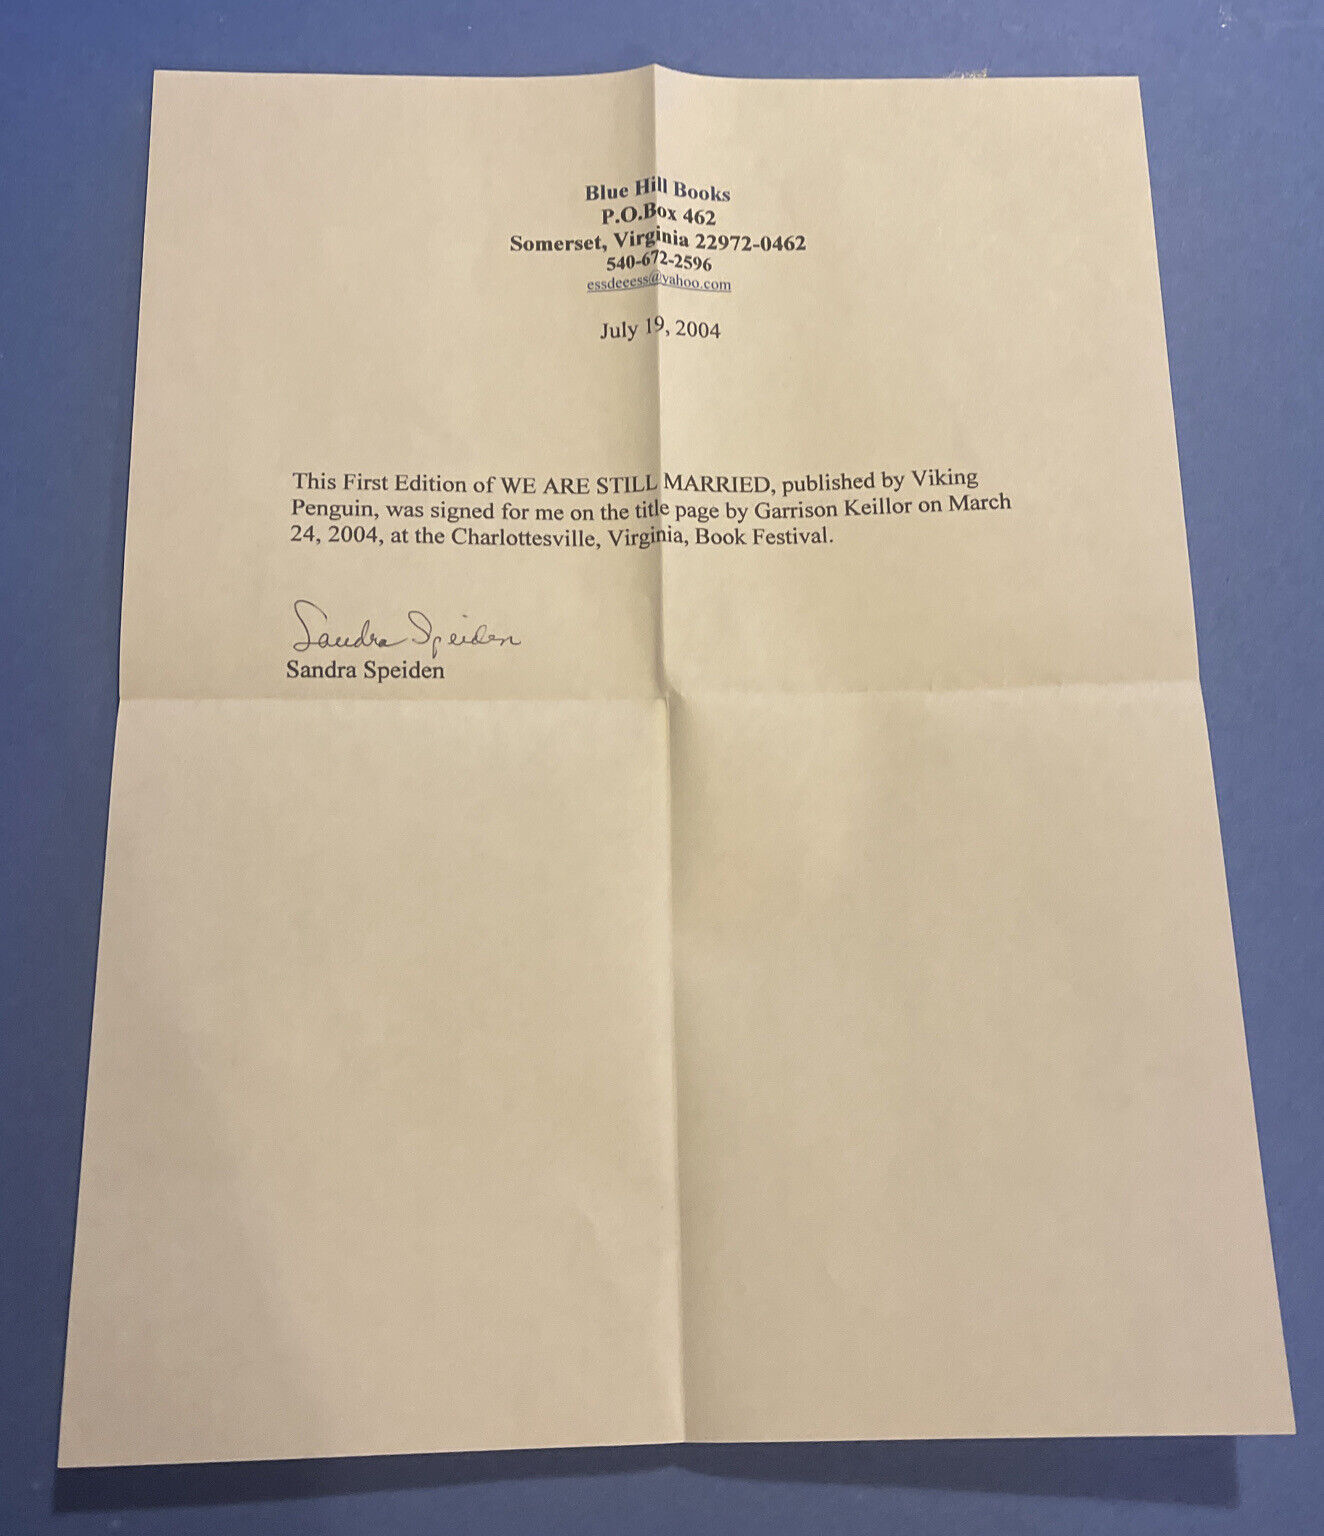 Blue Hill Books
P.O.Box 462
Somerset, Virginia 22972-0462
540-672-2596
essdeeess@yahoo.com
July 19, 2004
This First Edition of WE ARE STILL MARRIED, published by Viking
Penguin, was signed for me on the title page by Garrison Keillor on March
24, 2004, at the Charlottesville, Virginia, Book Festival.
Sandra Speiden
Sandra Speiden